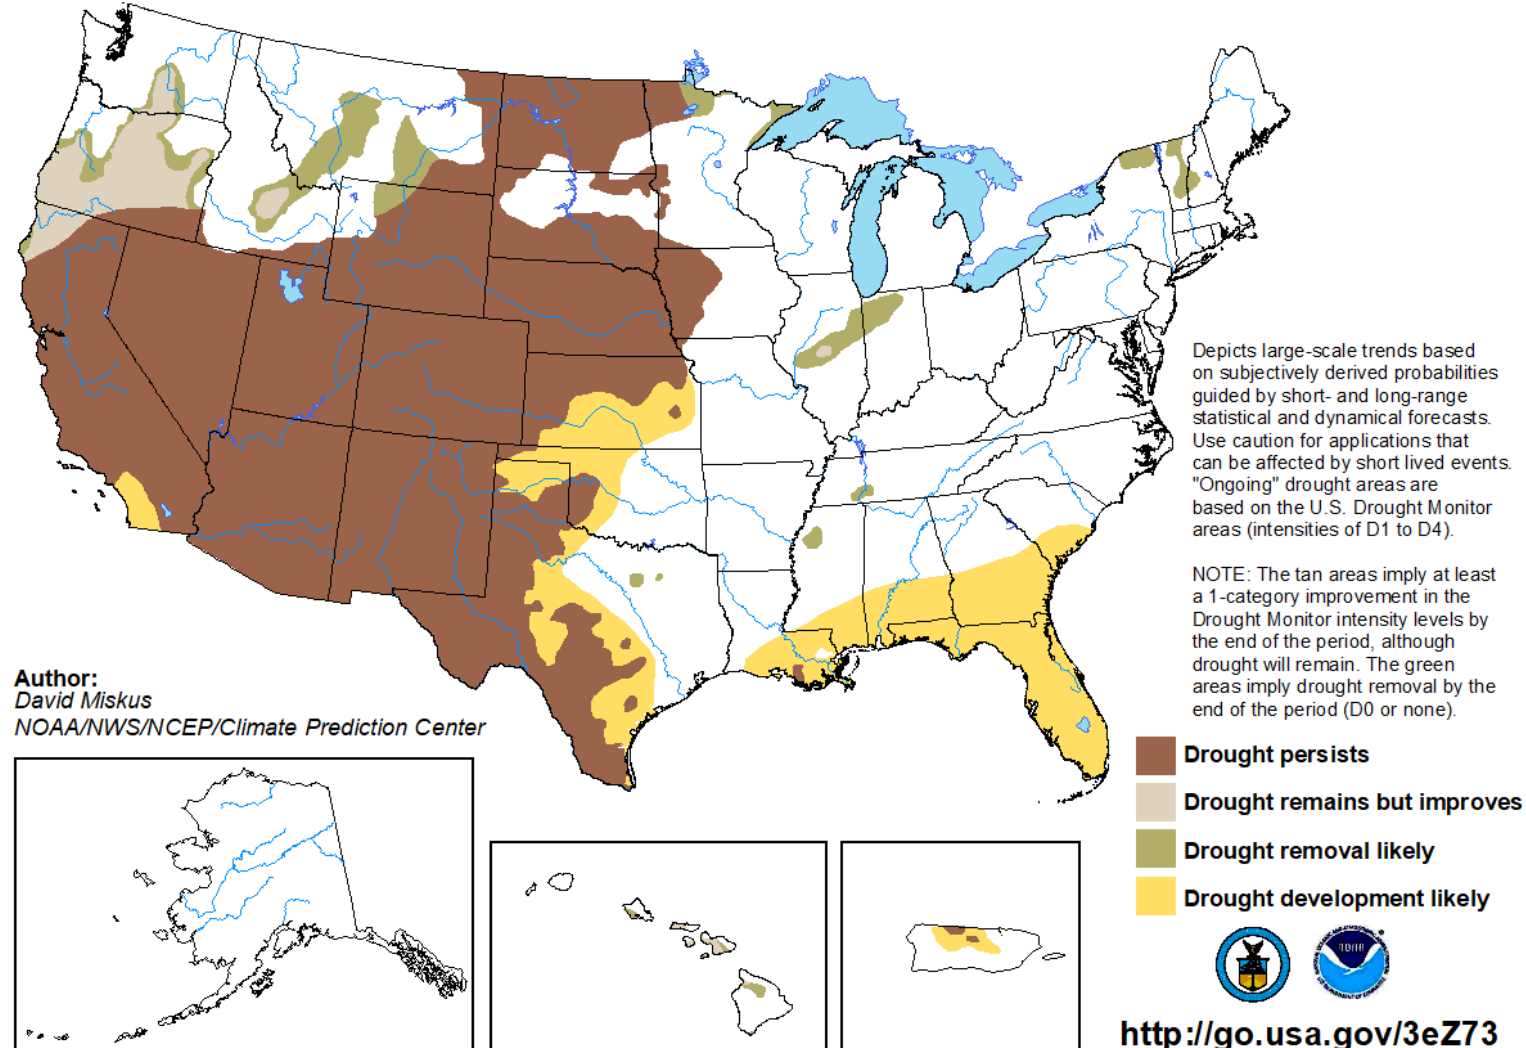 Depicts large-scale trends based
on subjectively derived probabilities
guided by short- and long-range
statistical and dynamical forecasts.
Use caution for applications that
can be affected by short lived events.
"Ongoing" drought areas are
based on the U.S. Drought Monitor
areas (intensities of D1 to D4).
NOTE: The tan areas imply at least
a 1-category improvement in the
Drought Monitor intensity levels by
the end of the period, although
drought will remain. The green
areas imply drought removal by the
end of the period (D0 or none).
Author:
David Miskus
NOAA/NWS/NCEP/Climate Prediction Center
Drought persists
Drought remains but improves
Drought removal likely
Drought development likely
NOAA
http://go.usa.gov/3eZ73